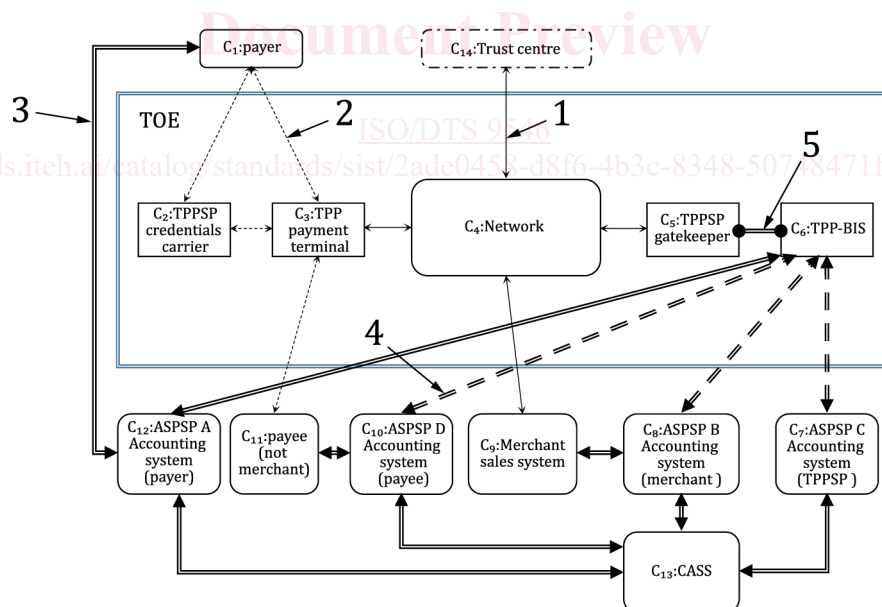 Document Preview
C₁:payer
C₁₄:Trust centre
3
TOE
2
ISO/DTS 9546
1
ds.iteh.ai/catalog/standards/sist/2ade0458-d8f6-4b3c-8348-50748471f
5
C₂:TPPSP
credentials
carrier
C₃:TPP
payment
terminal
C₄:Network
C₅:TPPSP
gatekeeper
C₆:TPP-BIS
4
C₁₂:ASPSP A
Accounting
system
(payer)
C₁₁:payee
(not
merchant)
C₁₀:ASPSP D
Accounting
system
(payee)
C₉:Merchant
sales system
C₈:ASPSP B
Accounting
system
(merchant )
C₇:ASPSP C
Accounting
system
(TPPSP )
C₁₃:CASS